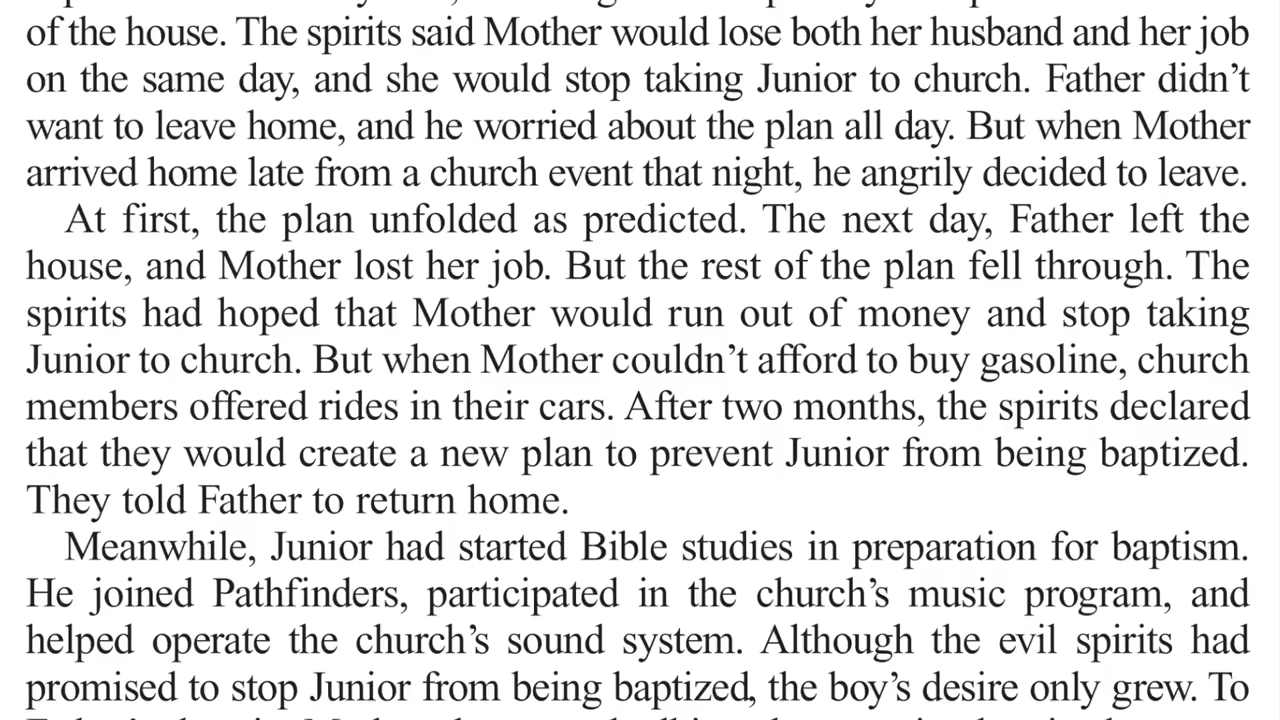 of the house. The spirits said Mother would lose both her husband and her job
on the same day, and she would stop taking Junior to church. Father didn’t
want to leave home, and he worried about the plan all day. But when Mother
arrived home late from a church event that night, he angrily decided to leave.
At first, the plan unfolded as predicted. The next day, Father left the
house, and Mother lost her job. But the rest of the plan fell through. The
spirits had hoped that Mother would run out of money and stop taking
Junior to church. But when Mother couldn’t afford to buy gasoline, church
members offered rides in their cars. After two months, the spirits declared
that they would create a new plan to prevent Junior from being baptized.
They told Father to return home.
Meanwhile, Junior had started Bible studies in preparation for baptism.
He joined Pathfinders, participated in the church’s music program, and
helped operate the church’s sound system. Although the evil spirits had
promised to stop Junior from being baptized, the boy’s desire only grew. To